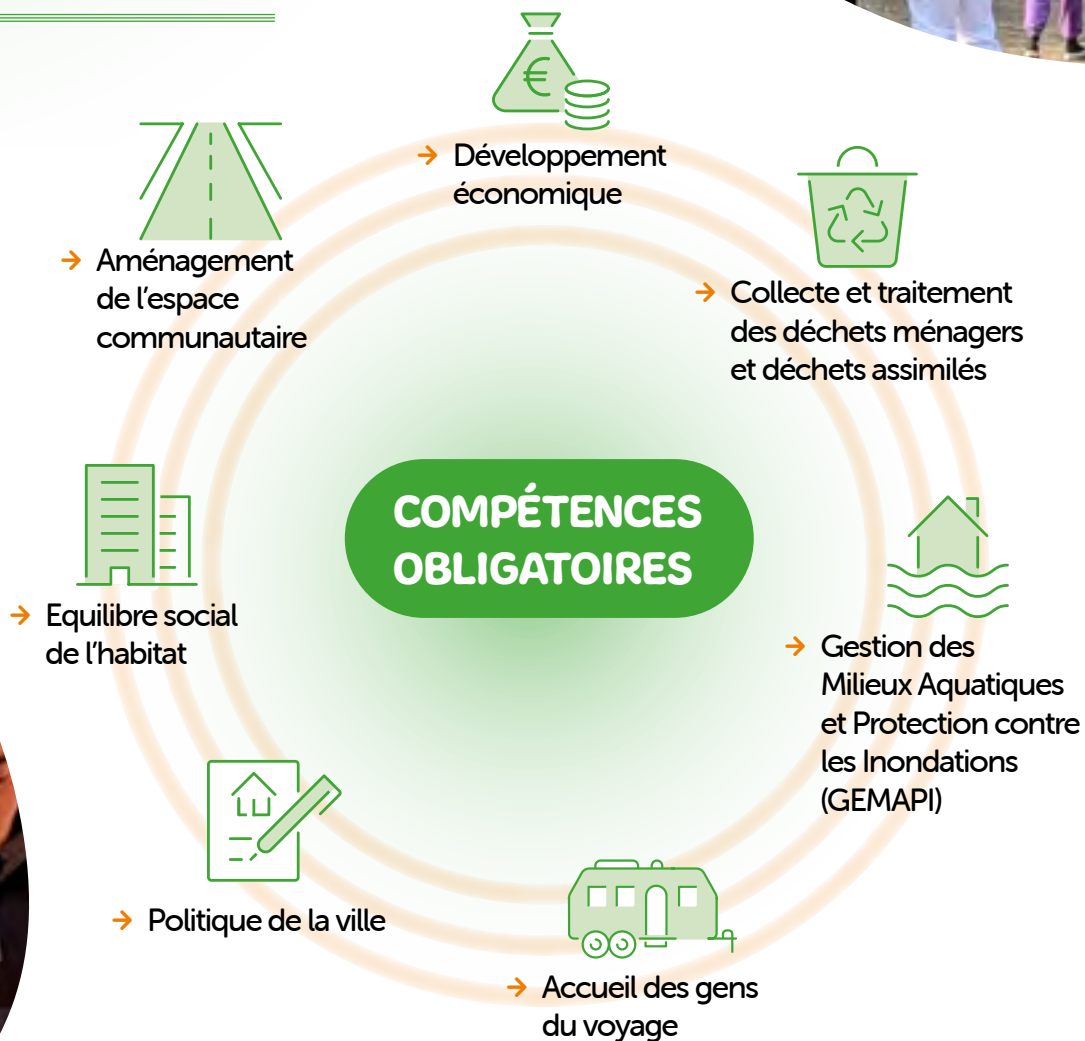 → Développement
économique
→ Collecte et traitement
des déchets ménagers
et déchets assimilés
→ Gestion des
Milieux Aquatiques
et Protection contre
les Inondations
(GEMAPI)
→ Accueil des gens
du voyage
→ Politique de la ville
→ Equilibre social
de l’habitat
→ Aménagement
de l’espace
communautaire
COMPÉTENCES
OBLIGATOIRES